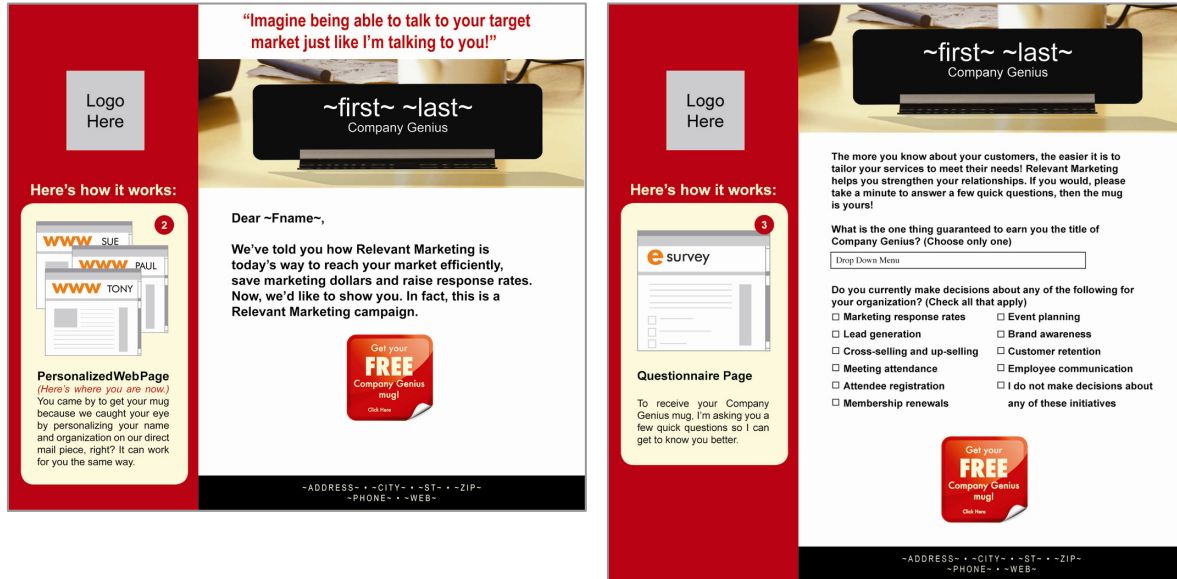 “Imagine being able to talk to your target
market just like I’m talking to you!”
Logo
Here
~first~ ~last~
Company Genius
Here’s how it works:
2
www SUE
www PAUL
www TONY
Personalized Web Page
(Here’s where you are now.)
You came by to get your mug
because we caught your eye
by personalizing your name
and organization on our direct
mail piece, right? It can work
for you the same way.
Dear ~Fname~,
We’ve told you how Relevant Marketing is
today’s way to reach your market efficiently,
save marketing dollars and raise response rates.
Now, we’d like to show you. In fact, this is a
Relevant Marketing campaign.
Get your
FREE
Company Genius
mug!
Click Here
~ADDRESS~ • ~CITY~ • ~ST~ • ~ZIP~
~PHONE~ • ~WEB~
~first~ ~last~
Company Genius
Logo
Here
Here’s how it works:
3
e survey
Questionnaire Page
To receive your Company
Genius mug, I’m asking you a
few quick questions so I can
get to know you better.
The more you know about your customers, the easier it is to
tailor your services to meet their needs! Relevant Marketing
helps you strengthen your relationships. If you would, please
take a minute to answer a few quick questions, then the mug
is yours!
What is the one thing guaranteed to earn you the title of
Company Genius? (Choose only one)
Drop Down Menu
Do you currently make decisions about any of the following for
your organization? (Check all that apply)
Marketing response rates
Lead generation
Cross-selling and up-selling
Meeting attendance
Attendee registration
Membership renewals
Event planning
Brand awareness
Customer retention
Employee communication
I do not make decisions about
any of these initiatives
Get your
FREE
Company Genius
mug!
Click Here
~ADDRESS~ • ~CITY~ • ~ST~ • ~ZIP~
~PHONE~ • ~WEB~